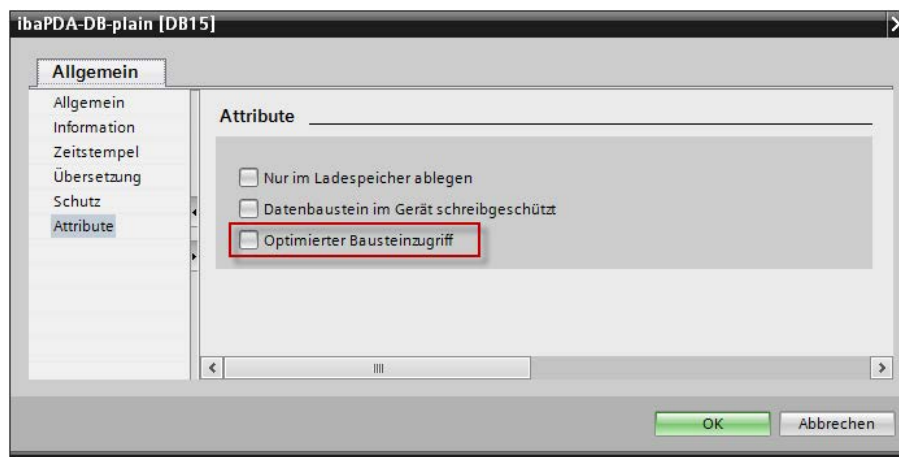 ibaPDA-DB-plain [DB15]
Allgemein
Allgemein
Information
Zeitstempel
Übersetzung
Schutz
Attribute
Attribute
Nur im Ladespeicher ablegen
Datenbaustein im Gerät schreibgeschützt
Optimierter Bausteinzugriff
OK
Abbrechen